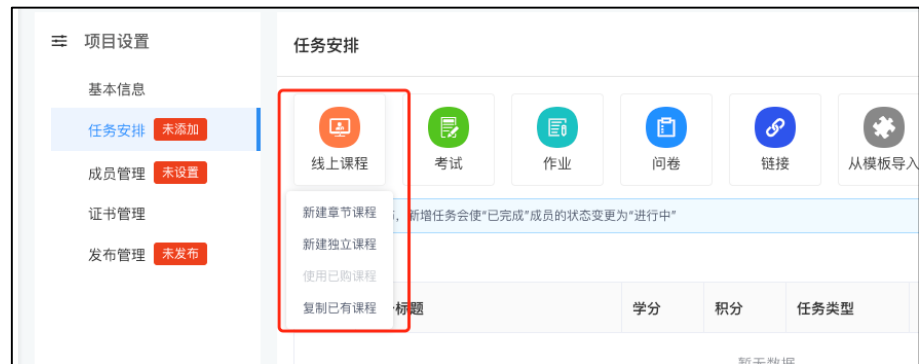 项目设置
基本信息
任务安排 未添加
成员管理 未设置
证书管理
发布管理 未发布
任务安排
线上课程 考试 作业 问卷 链接 从模板导入
新建章节课程
新建独立课程
使用已购课程
复制已有课程
，新增任务会使“已完成”成员的状态变更为“进行中”
标题 学分 积分 任务类型
暂无数据